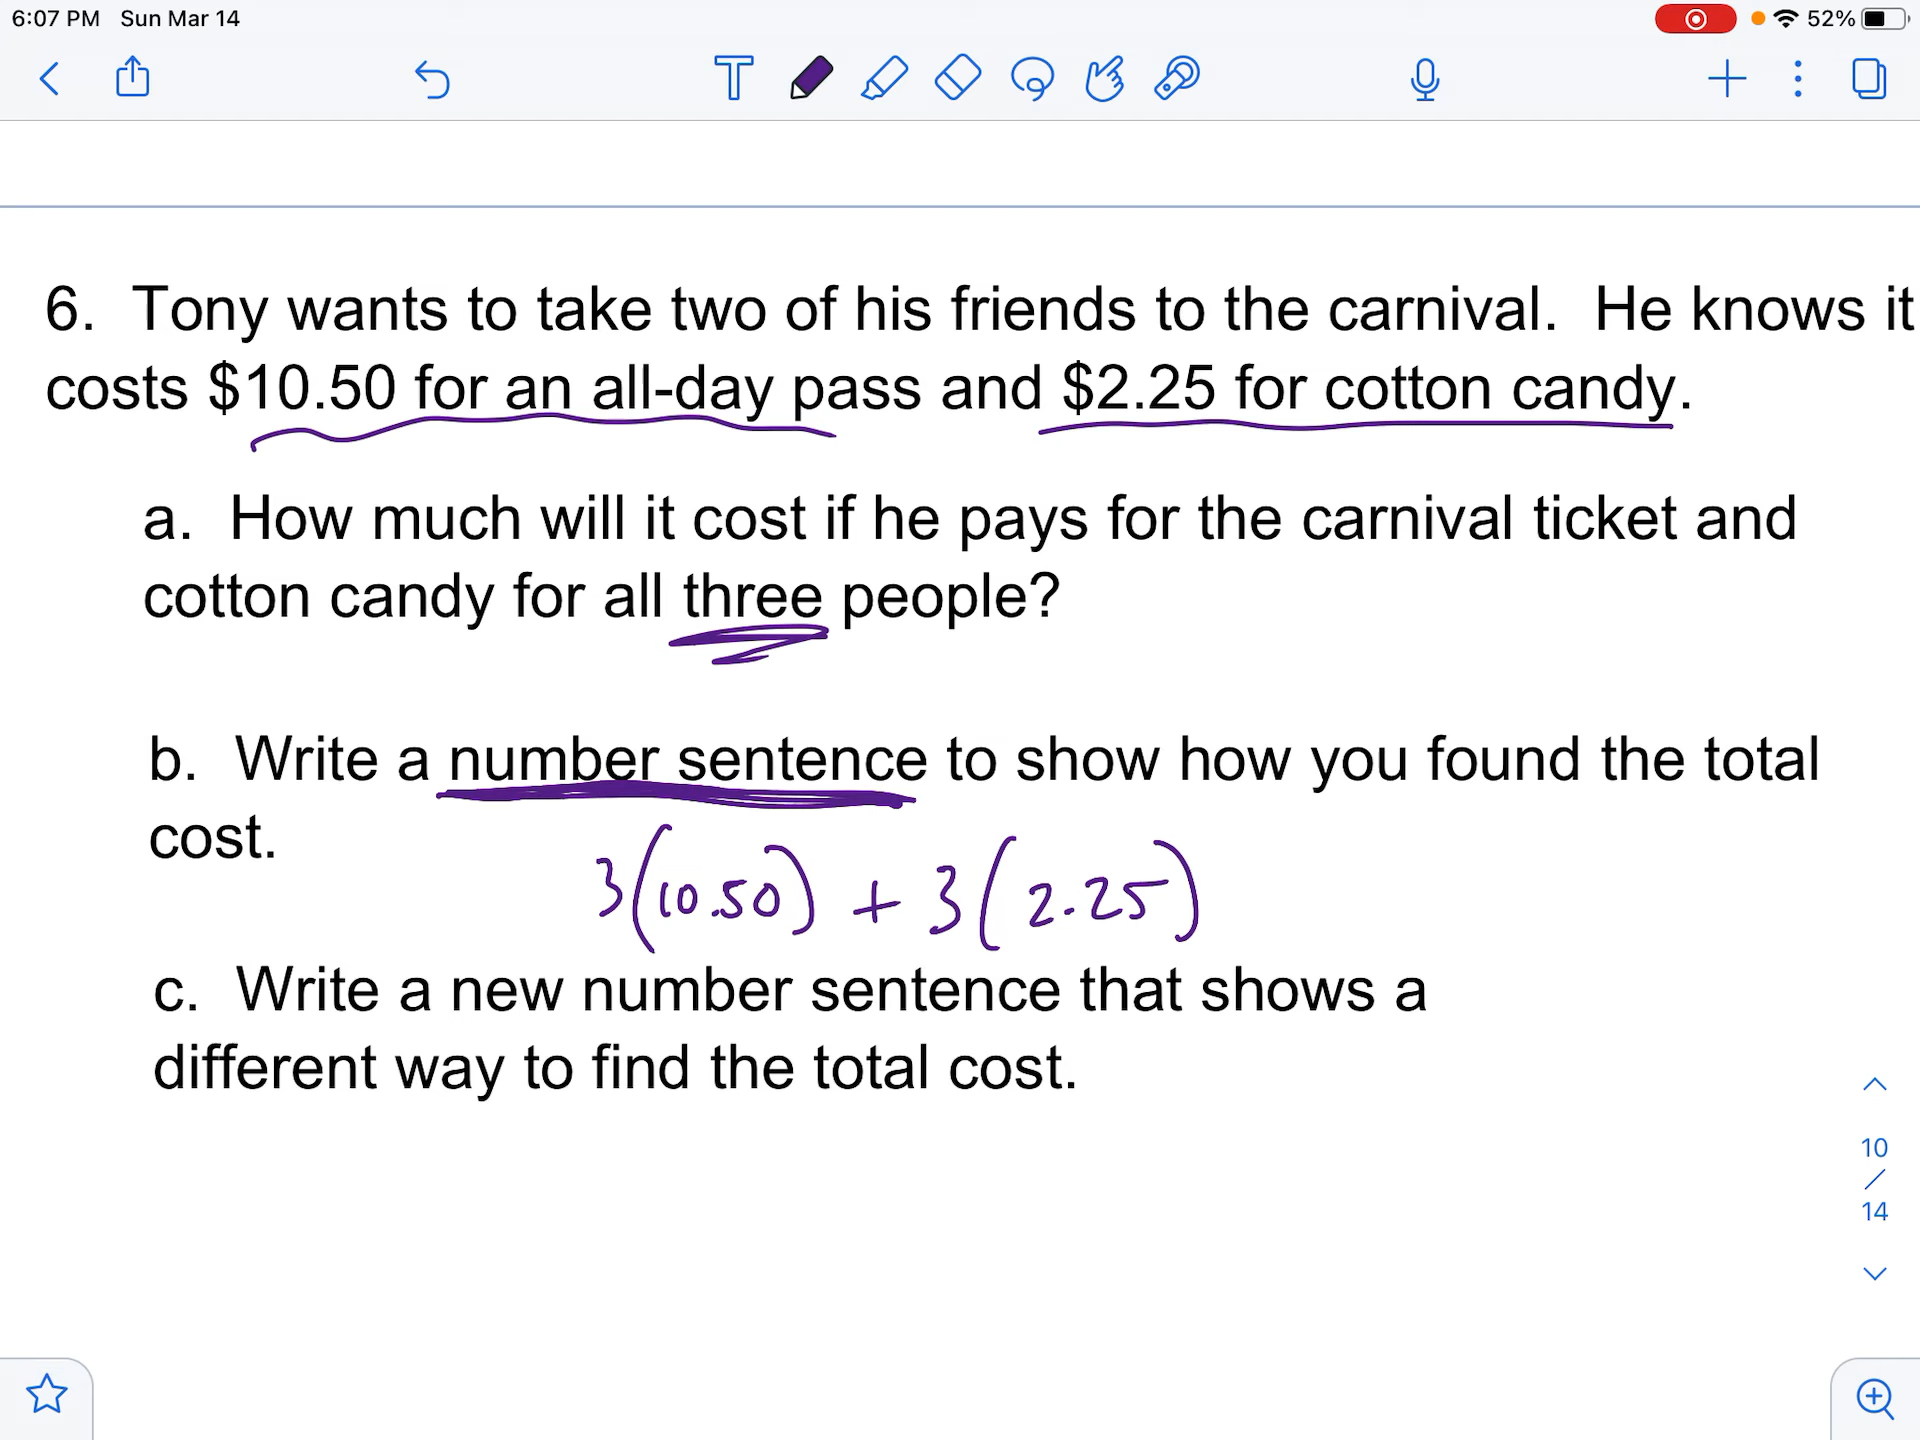 6:07 PM Sun Mar 14
52%
6. Tony wants to take two of his friends to the carnival. He knows it
costs $10.50 for an all-day pass and $2.25 for cotton candy.
a. How much will it cost if he pays for the carnival ticket and
cotton candy for all three people?
b. Write a number sentence to show how you found the total
cost.
3(10.50) + 3(2.25)
c. Write a new number sentence that shows a
different way to find the total cost.
10
/
14